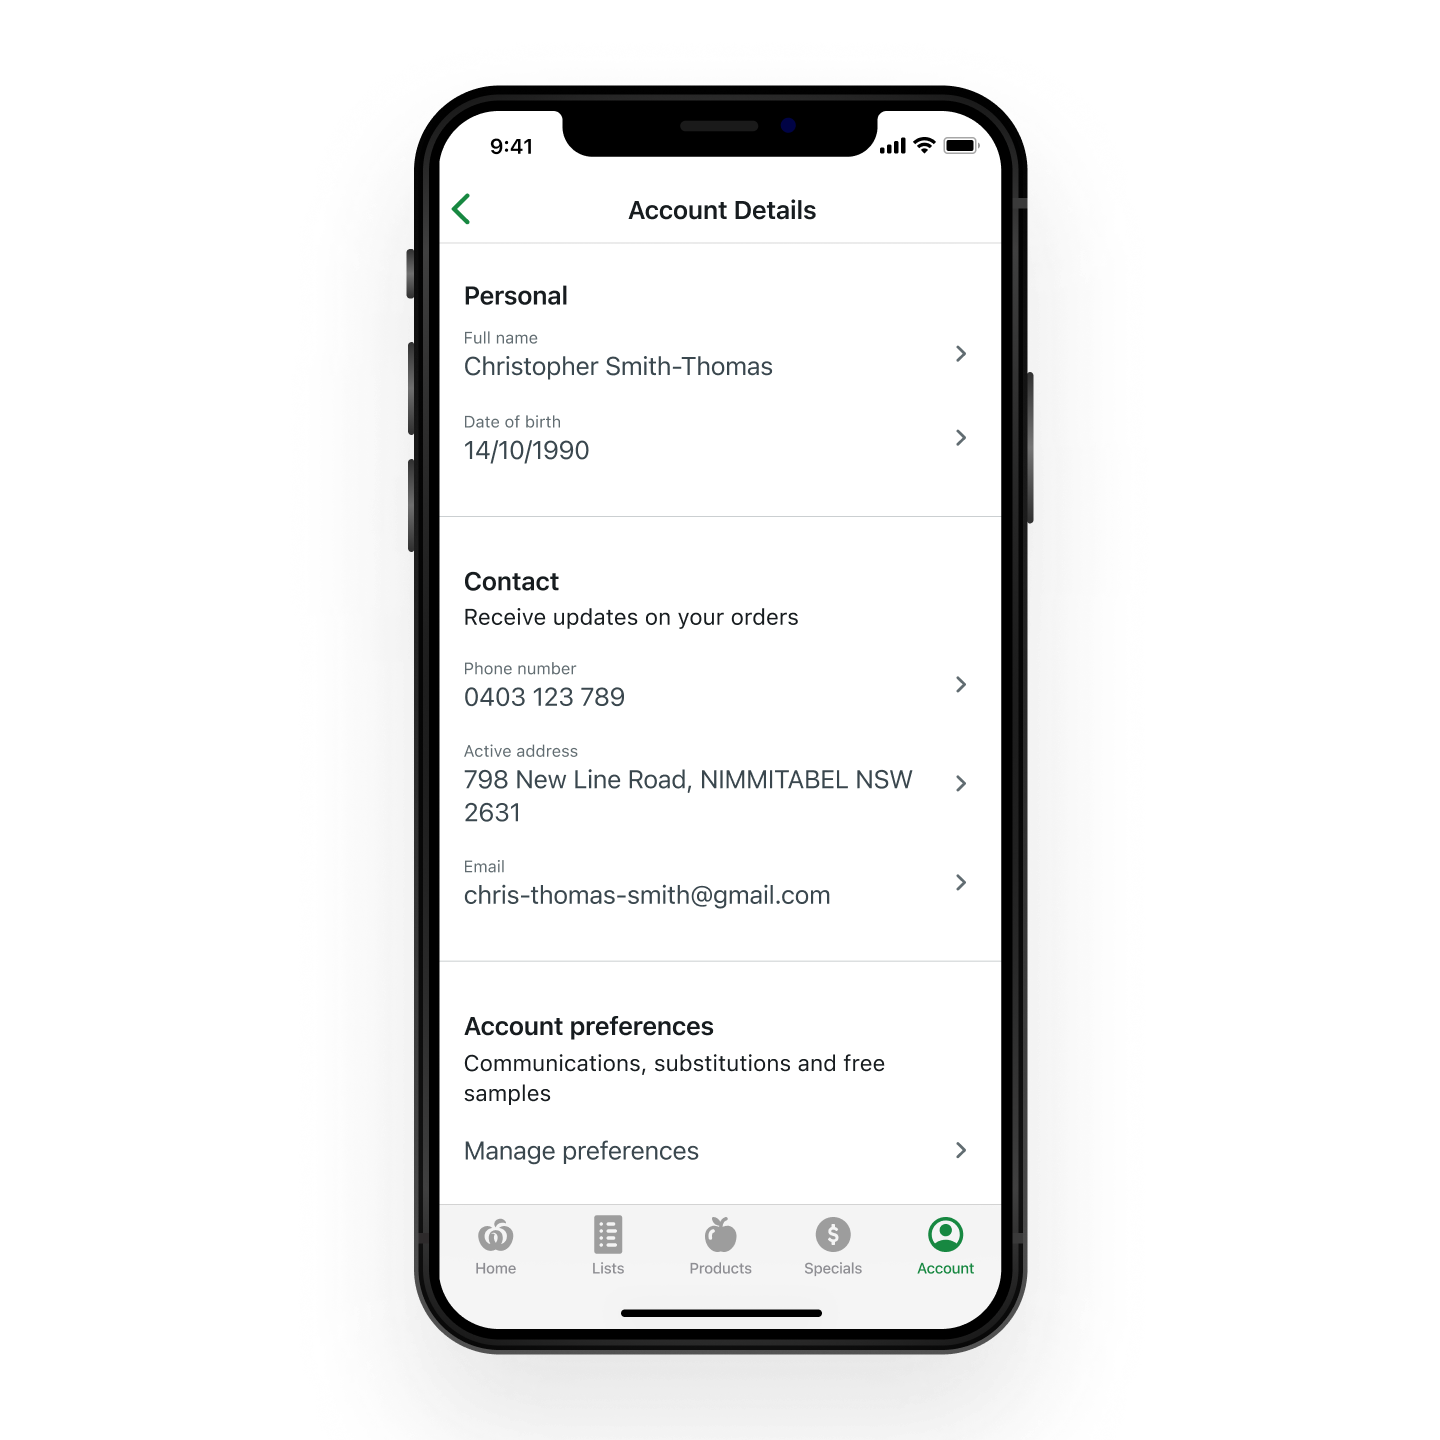 9:41
Account Details
Personal
Full name
Christopher Smith-Thomas
Date of birth
14/10/1990
Contact
Receive updates on your orders
Phone number
0403 123 789
Active address
798 New Line Road, NIMMITABEL NSW
2631
Email
chris-thomas-smith@gmail.com
Account preferences
Communications, substitutions and free
samples
Manage preferences
Home Lists Products Specials Account